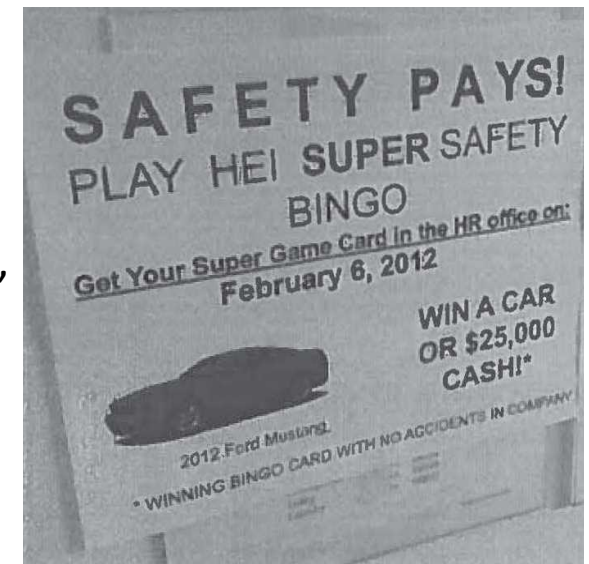 SAFETY PAYS!
PLAY HEI SUPER SAFETY
BINGO
Get Your Super Game Card in the HR office on:
February 6, 2012
WIN A CAR
OR $25,000
CASH!*
2012 Ford Mustang
* WINNING BINGO CARD WITH NO ACCIDENTS IN COMPANY